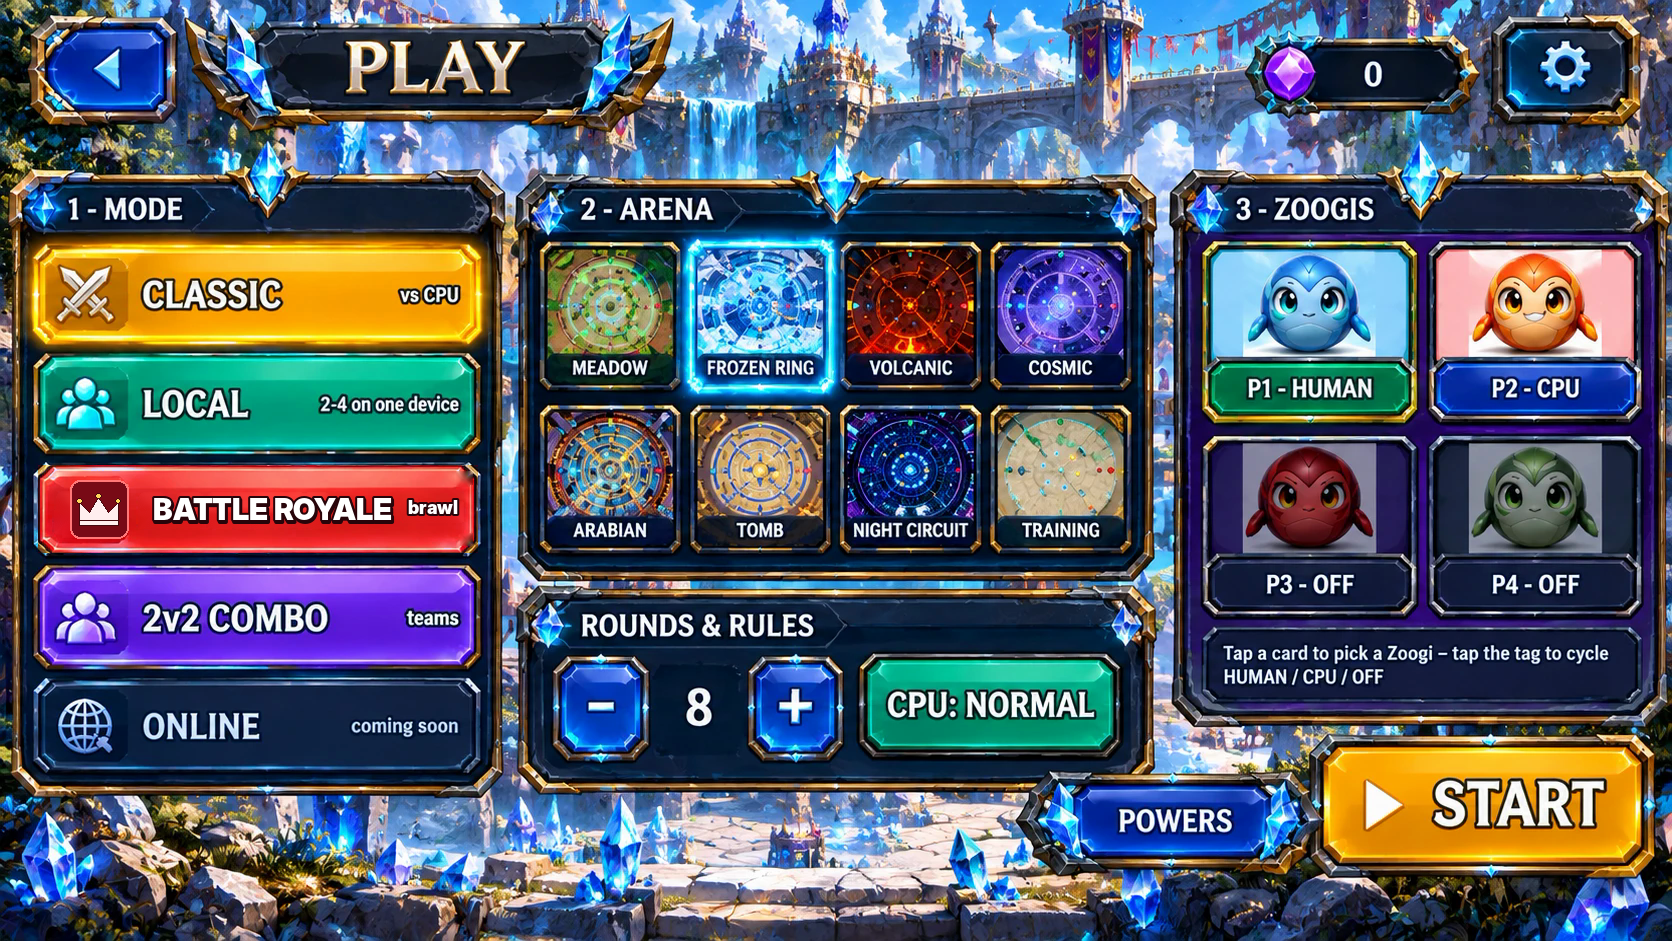 PLAY
0
1 - MODE
CLASSIC vs CPU
LOCAL 2-4 on one device
BATTLE ROYALE brawl
2v2 COMBO teams
ONLINE coming soon
2 - ARENA
MEADOW
FROZEN RING
VOLCANIC
COSMIC
ARABIAN
TOMB
NIGHT CIRCUIT
TRAINING
ROUNDS & RULES
- 8 +
CPU: NORMAL
3 - ZOOGIS
P1 - HUMAN
P2 - CPU
P3 - OFF
P4 - OFF
Tap a card to pick a Zoogi – tap the tag to cycle
HUMAN / CPU / OFF
POWERS
START